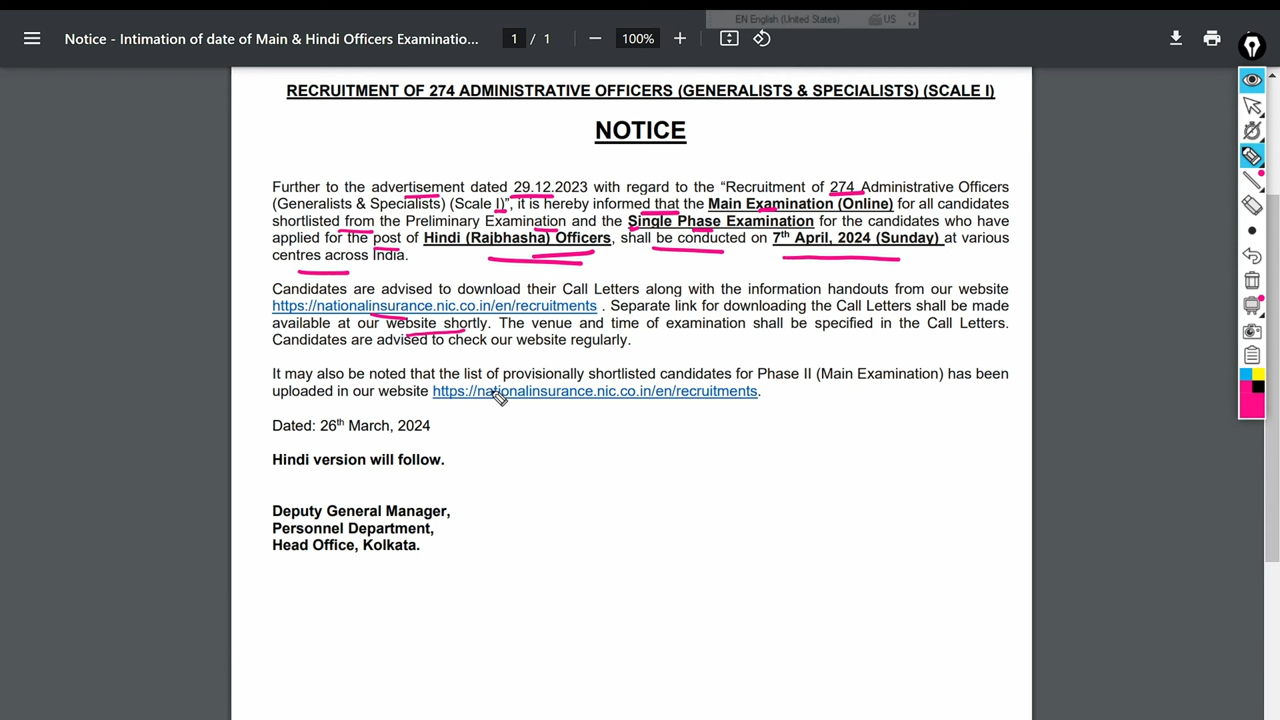 EN English (United States) US
Notice - Intimation of date of Main & Hindi Officers Examinatio... 1 / 1 100%
RECRUITMENT OF 274 ADMINISTRATIVE OFFICERS (GENERALISTS & SPECIALISTS) (SCALE I)
NOTICE
Further to the advertisement dated 29.12.2023 with regard to the “Recruitment of 274 Administrative Officers
(Generalists & Specialists) (Scale I)”, it is hereby informed that the Main Examination (Online) for all candidates
shortlisted from the Preliminary Examination and the Single Phase Examination for the candidates who have
applied for the post of Hindi (Rajbhasha) Officers, shall be conducted on 7th April, 2024 (Sunday) at various
centres across India.
Candidates are advised to download their Call Letters along with the information handouts from our website
https://nationalinsurance.nic.co.in/en/recruitments . Separate link for downloading the Call Letters shall be made
available at our website shortly. The venue and time of examination shall be specified in the Call Letters.
Candidates are advised to check our website regularly.
It may also be noted that the list of provisionally shortlisted candidates for Phase II (Main Examination) has been
uploaded in our website https://nationalinsurance.nic.co.in/en/recruitments.
Dated: 26th March, 2024
Hindi version will follow.
Deputy General Manager,
Personnel Department,
Head Office, Kolkata.